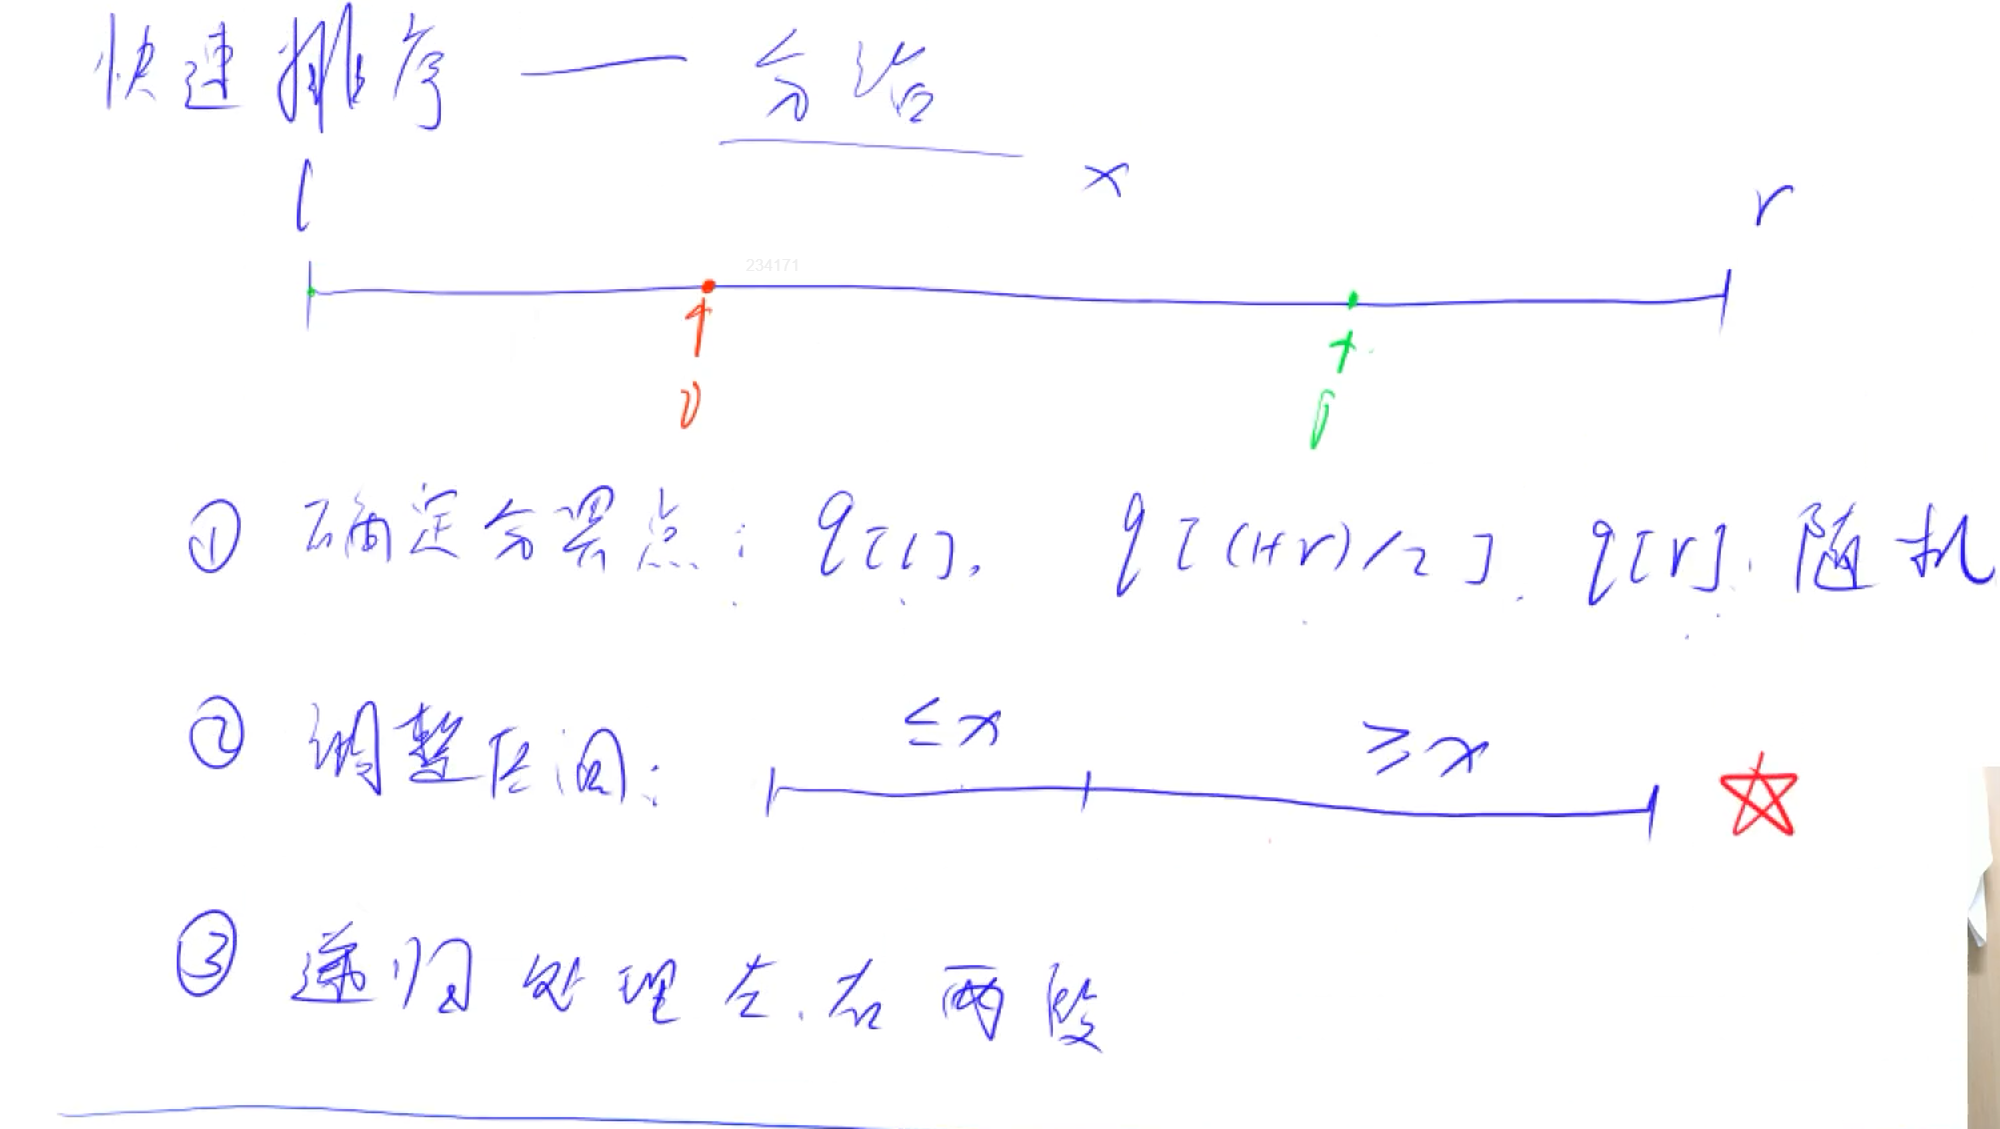 快速排序 —— 分治
x
l r
234171
① 确定分界点: q[l], q[(l+r)/2], q[r], 随机
≤x ≥x
② 调整区间:
③ 递归处理左、右两段